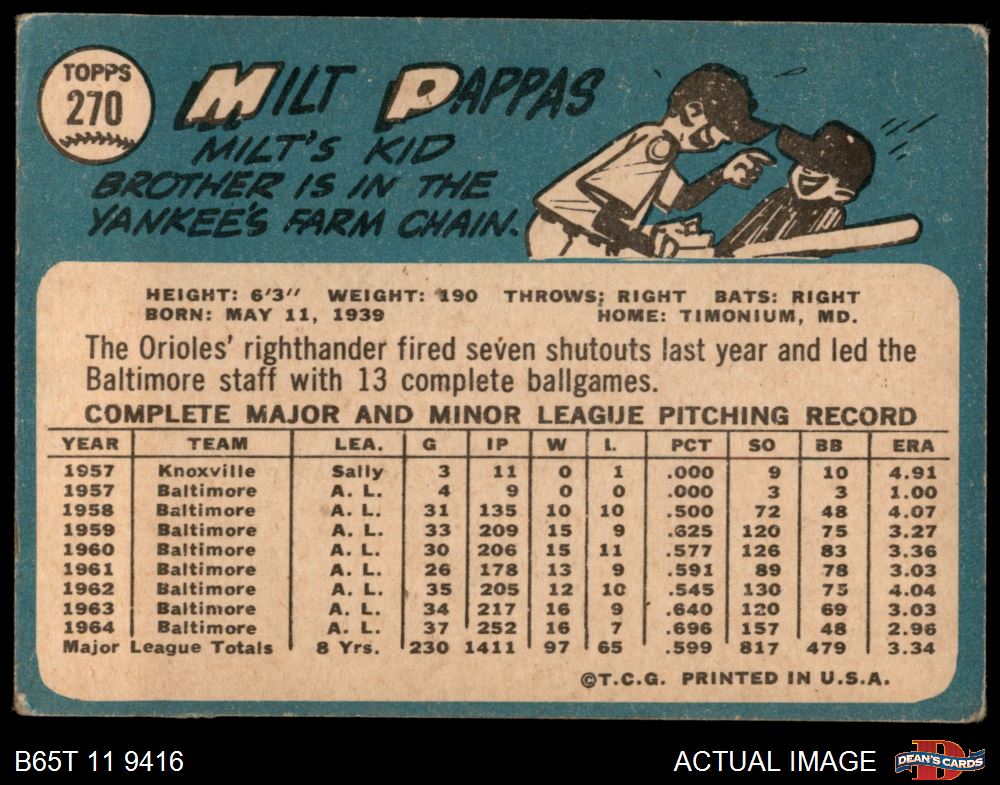 TOPPS
270
MILT PAPPAS
MILT'S KID
BROTHER IS IN THE
YANKEE'S FARM CHAIN.
HEIGHT: 6'3" WEIGHT: 190 THROWS: RIGHT BATS: RIGHT
BORN: MAY 11, 1939 HOME: TIMONIUM, MD.
The Orioles' righthander fired seven shutouts last year and led the
Baltimore staff with 13 complete ballgames.
COMPLETE MAJOR AND MINOR LEAGUE PITCHING RECORD
YEAR TEAM LEA. G IP W L PCT SO BB ERA
1957 Knoxville Sally 3 11 0 1 .000 9 10 4.91
1957 Baltimore A. L. 4 9 0 0 .000 3 3 1.00
1958 Baltimore A. L. 31 135 10 10 .500 72 48 4.07
1959 Baltimore A. L. 33 209 15 9 .625 120 75 3.27
1960 Baltimore A. L. 30 206 15 11 .577 126 83 3.36
1961 Baltimore A. L. 26 178 13 9 .591 89 78 3.03
1962 Baltimore A. L. 35 205 12 10 .545 130 75 4.04
1963 Baltimore A. L. 34 217 16 9 .640 120 69 3.03
1964 Baltimore A. L. 37 252 16 7 .696 157 48 2.96
Major League Totals 8 Yrs. 230 1411 97 65 .599 817 479 3.34
©T.C.G. PRINTED IN U.S.A.
B65T 11 9416 ACTUAL IMAGE
DEAN'S CARDS